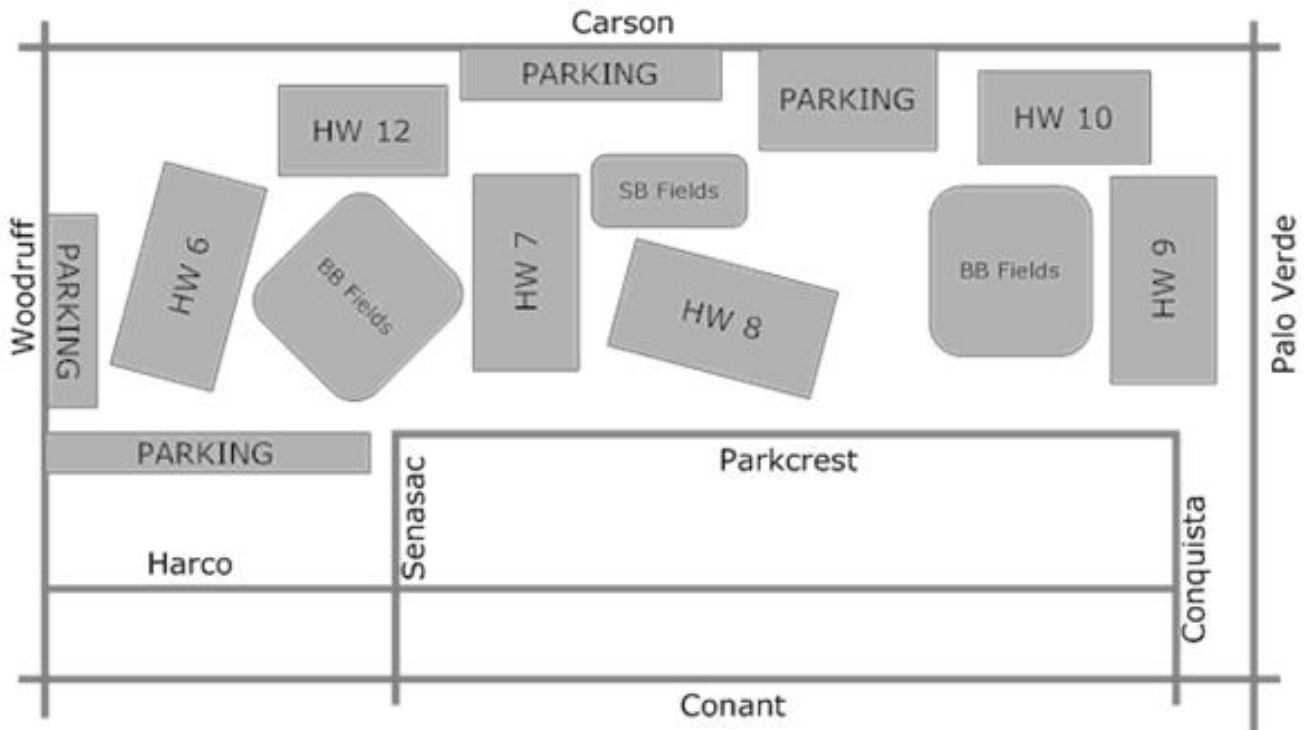 Carson
PARKING
PARKING
HW 12
HW 10
SB Fields
Woodruff
PARKING
HW 6
BB Fields
HW 7
HW 8
BB Fields
HW 9
Palo Verde
PARKING
Senasac
Parkcrest
Harco
Conquista
Conant